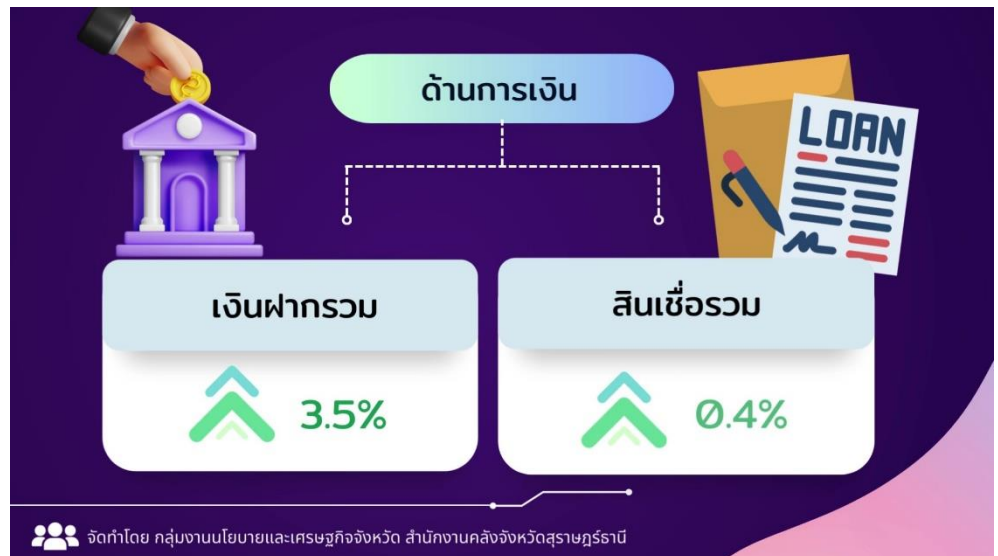 ด้านการเงิน
LOAN
เงินฝากรวม
สินเชื่อรวม
3.5%
0.4%
จัดทำโดย กลุ่มงานนโยบายและเศรษฐกิจจังหวัด สำนักงานคลังจังหวัดสุราษฎร์ธานี